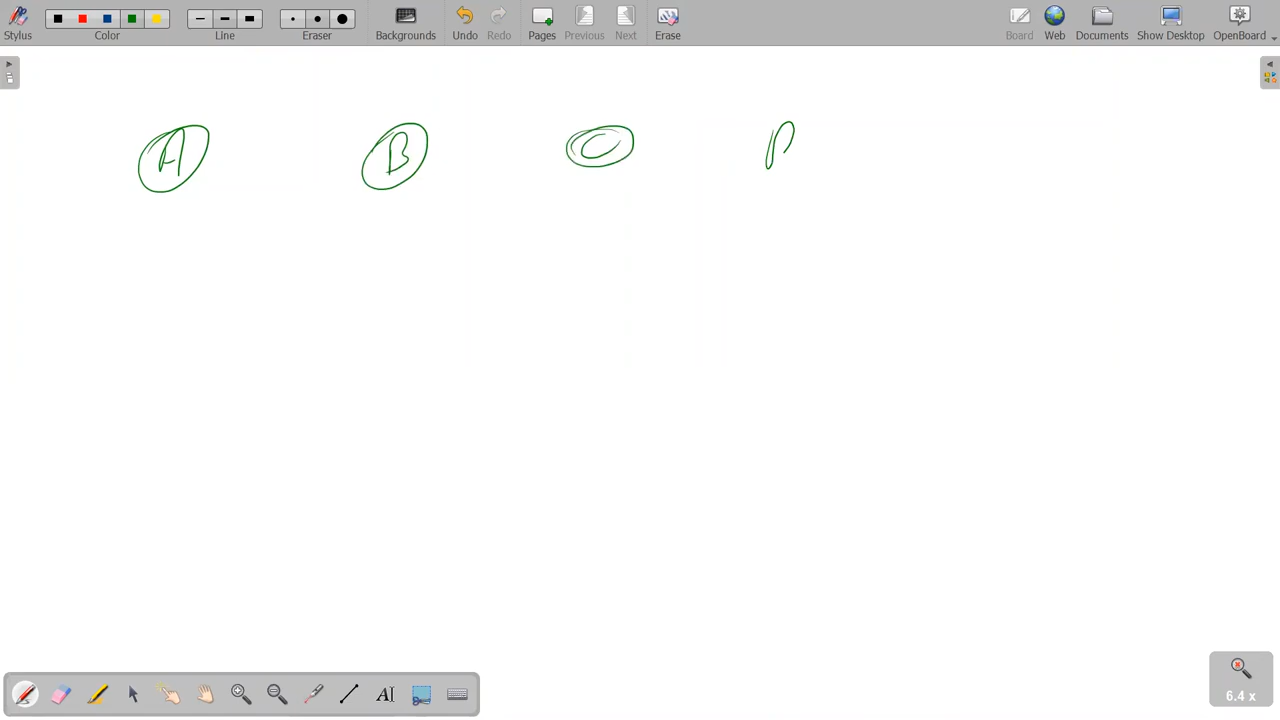 Stylus Color Line Eraser Backgrounds Undo Redo Pages Previous Next Erase Board Web Documents Show Desktop OpenBoard
A B C
AI
6.4 x